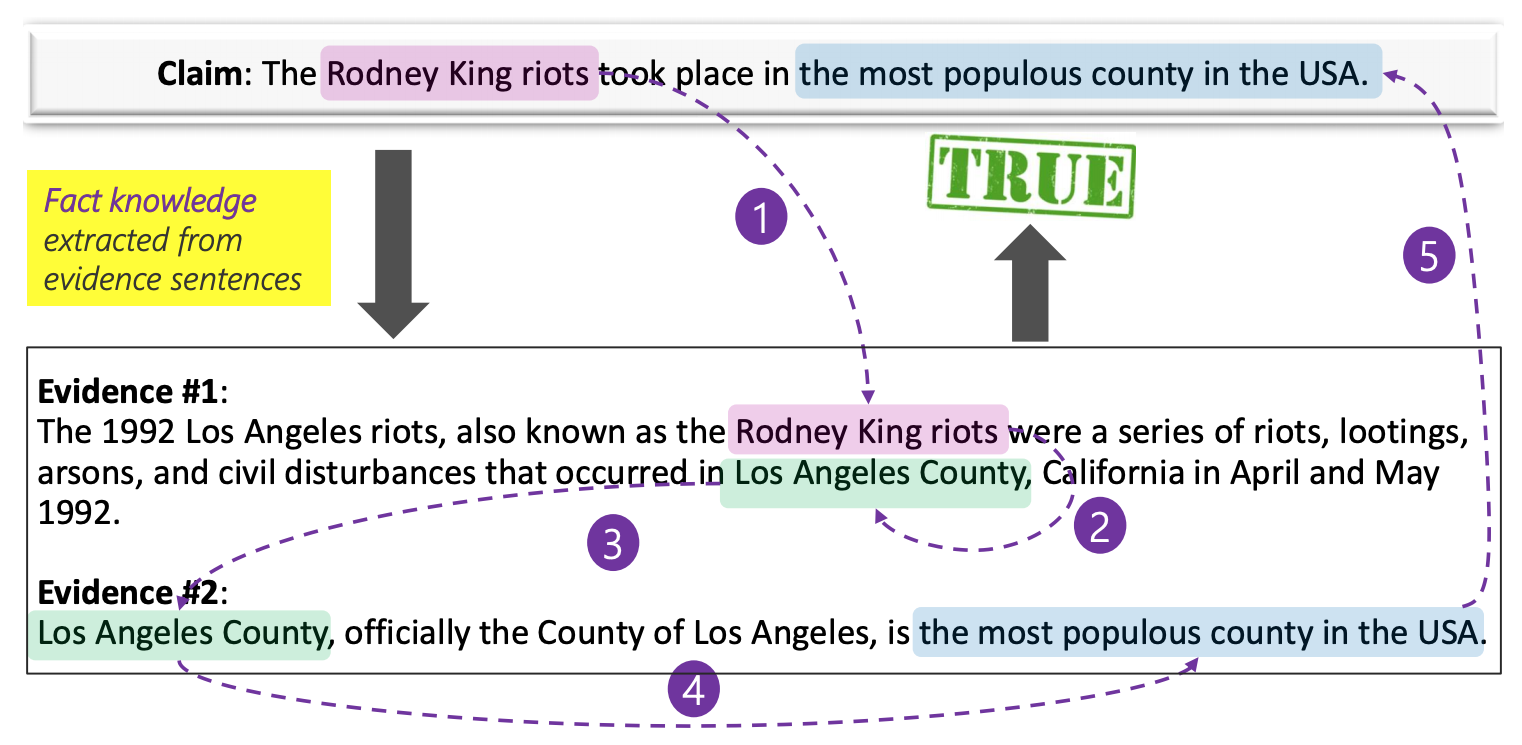 Claim: The Rodney King riots took place in the most populous county in the USA.
TRUE
Fact knowledge
extracted from
evidence sentences
1
5
Evidence #1:
The 1992 Los Angeles riots, also known as the Rodney King riots were a series of riots, lootings,
arsons, and civil disturbances that occurred in Los Angeles County, California in April and May
1992.
2
3
Evidence #2:
Los Angeles County, officially the County of Los Angeles, is the most populous county in the USA.
4